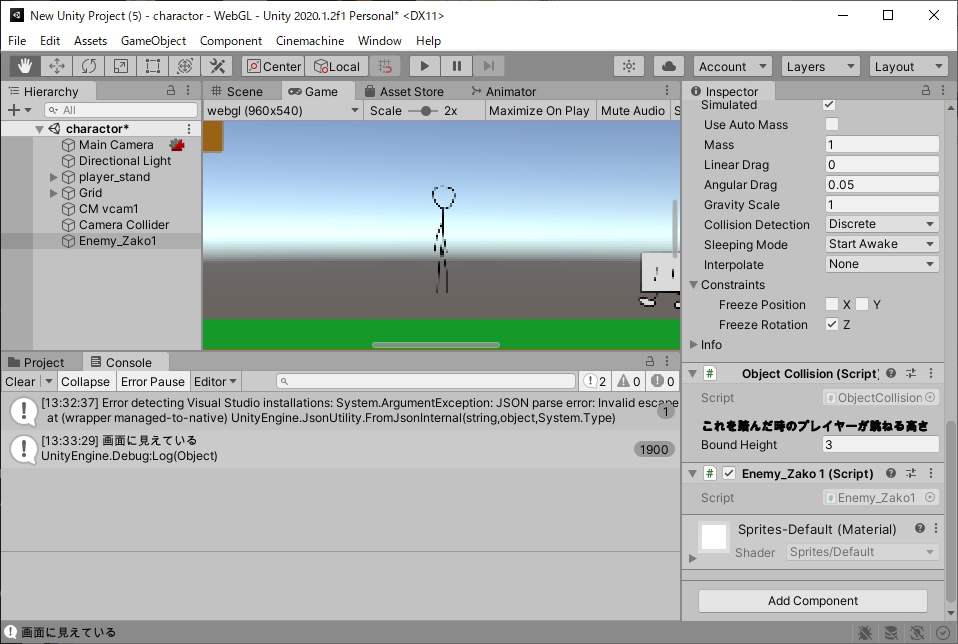 New Unity Project (5) - charactor - WebGL - Unity 2020.1.2f1 Personal* <DX11>
File Edit Assets GameObject Component Cinemachine Window Help
Center Local Account Layers Layout
Hierarchy
All
charactor*
Main Camera
Directional Light
player_stand
Grid
CM vcam1
Camera Collider
Enemy_Zako1
Scene Game Asset Store Animator
webgl (960x540) Scale 2x Maximize On Play Mute Audio S
Project Console
Clear Collapse Error Pause Editor 2 0 0
[13:32:37] Error detecting Visual Studio installations: System.ArgumentException: JSON parse error: Invalid escape
at (wrapper managed-to-native) UnityEngine.JsonUtility.FromJsonInternal(string,object,System.Type)
1
[13:33:29] 画面に見えている
UnityEngine.Debug:Log(Object)
1900
Inspector
Simulated
Use Auto Mass
Mass 1
Linear Drag 0
Angular Drag 0.05
Gravity Scale 1
Collision Detection Discrete
Sleeping Mode Start Awake
Interpolate None
Constraints
Freeze Position X Y
Freeze Rotation Z
Info
# Object Collision (Script)
Script # ObjectCollision
これを踏んだ時のプレイヤーが跳ねる高さ
Bound Height 3
# Enemy_Zako 1 (Script)
Script # Enemy_Zako1
Sprites-Default (Material)
Shader Sprites/Default
Add Component
画面に見えている